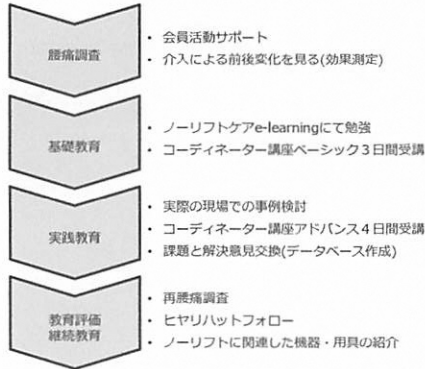 腰痛調査
・ 会員活動サポート
・ 介入による前後変化を見る(効果測定)
基礎教育
・ ノーリフトケアe-learningにて勉強
・ コーディネーター講座ベーシック3日間受講
実践教育
・ 実際の現場での事例検討
・ コーディネーター講座アドバンス4日間受講
・ 課題と解決意見交換(データベース作成)
教育評価
継続教育
・ 再腰痛調査
・ ヒヤリハットフォロー
・ ノーリフトに関連した機器・用具の紹介